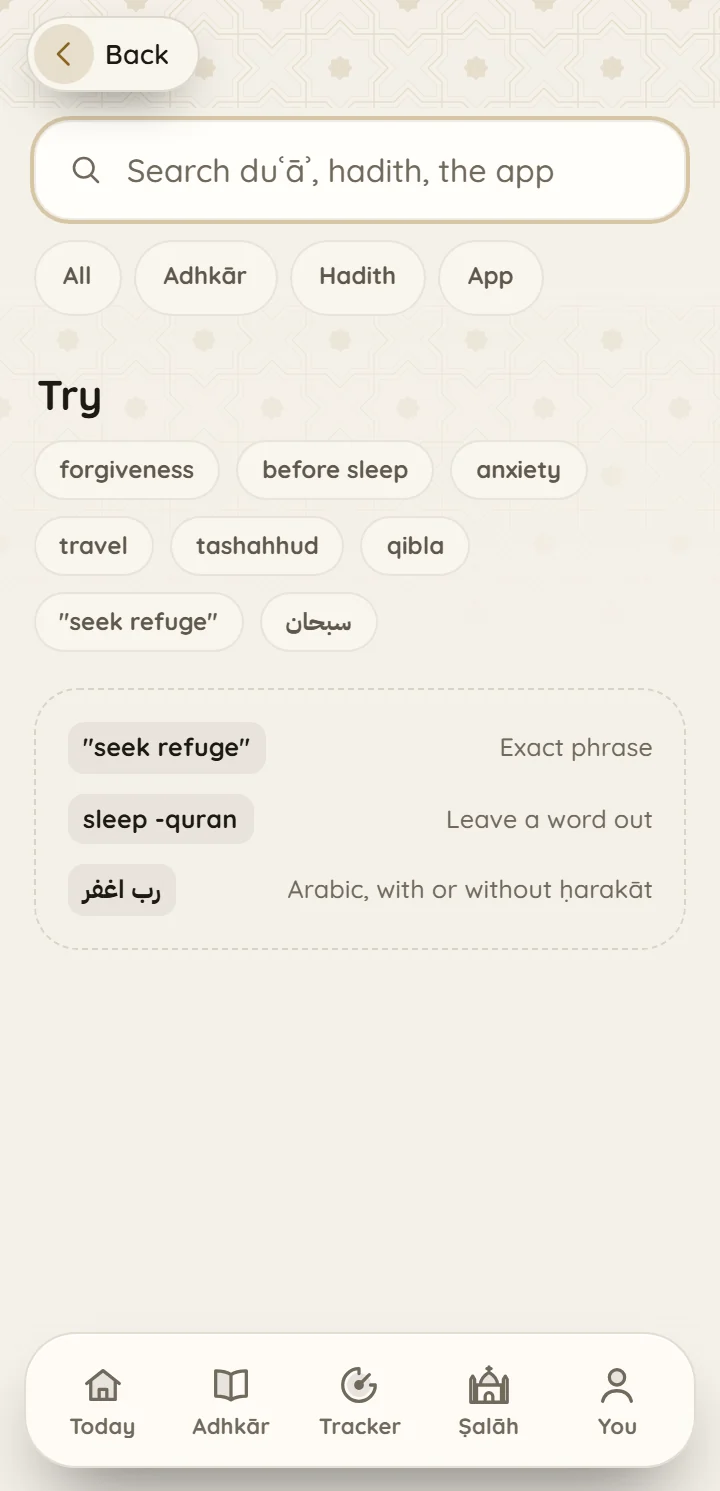 Back
Search duʿāʾ, hadith, the app
All Adhkār Hadith App
Try
forgiveness before sleep anxiety
travel tashahhud qibla
"seek refuge" سبحان
"seek refuge" Exact phrase
sleep -quran Leave a word out
رب اغفر Arabic, with or without ḥarakāt
Today Adhkār Tracker Ṣalāh You